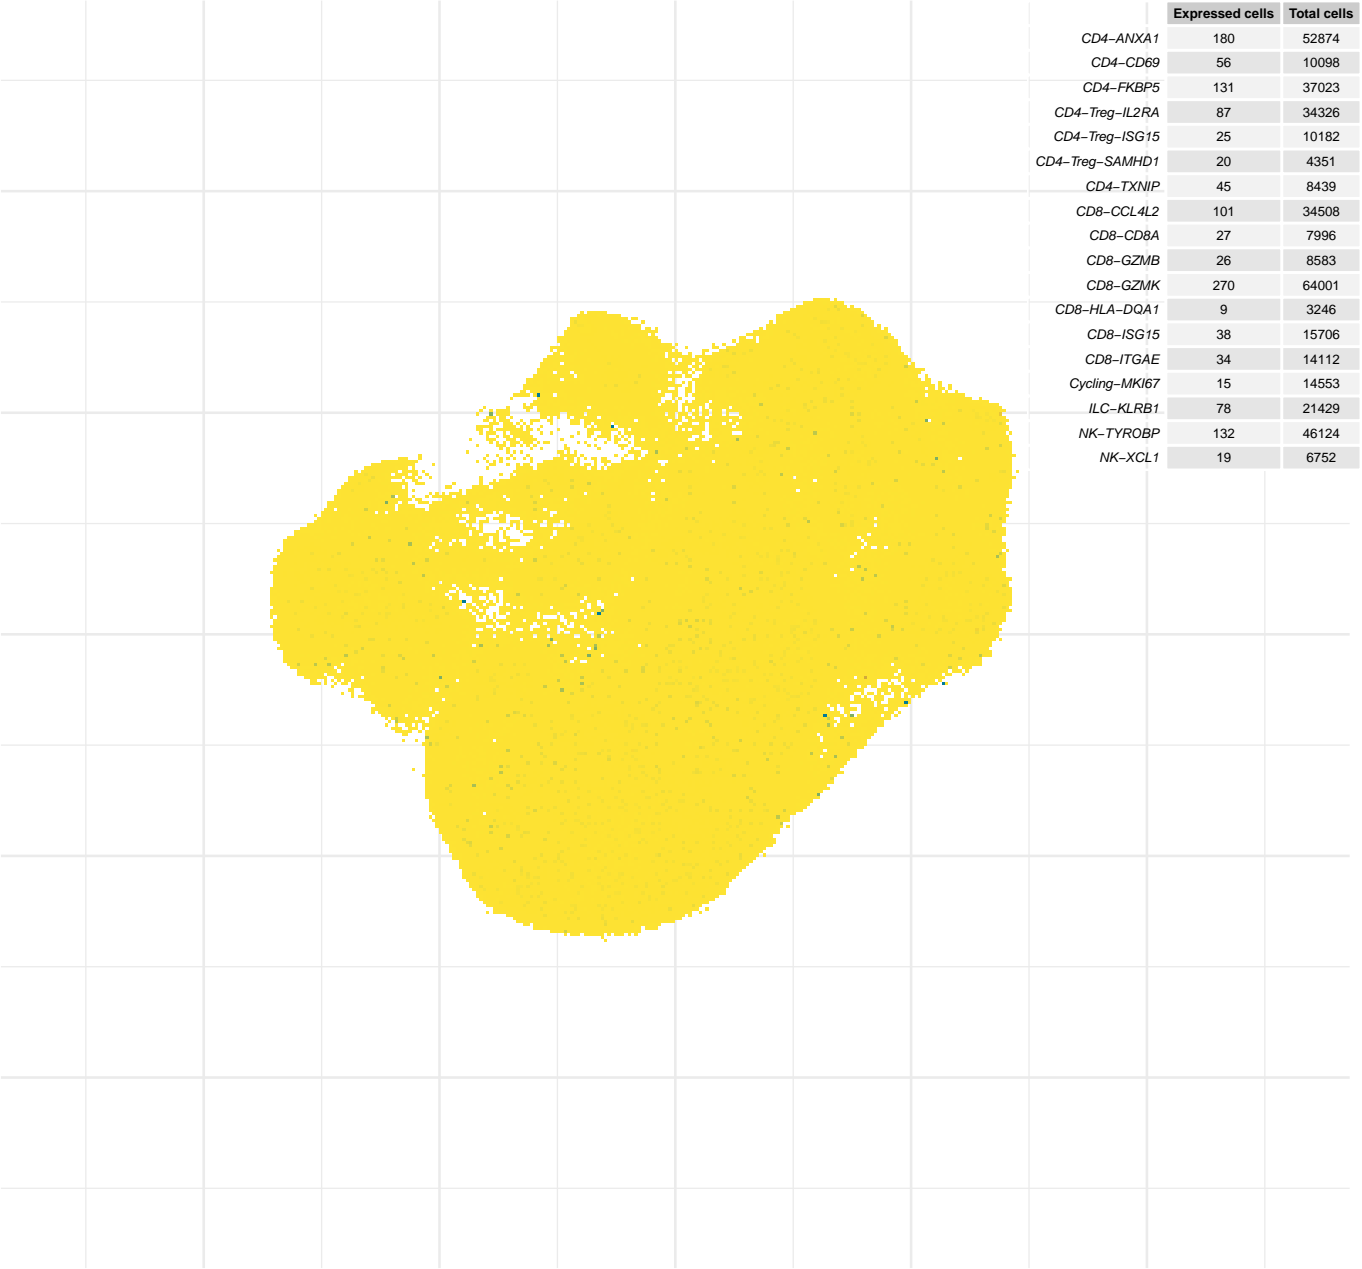 Expressed cells Total cells
CD4−ANXA1 180 52874
CD4−CD69 56 10098
CD4−FKBP5 131 37023
CD4−Treg−IL2RA 87 34326
CD4−Treg−ISG15 25 10182
CD4−Treg−SAMHD1 20 4351
CD4−TXNIP 45 8439
CD8−CCL4L2 101 34508
CD8−CD8A 27 7996
CD8−GZMB 26 8583
CD8−GZMK 270 64001
CD8−HLA−DQA1 9 3246
CD8−ISG15 38 15706
CD8−ITGAE 34 14112
Cycling−MKI67 15 14553
ILC−KLRB1 78 21429
NK−TYROBP 132 46124
NK−XCL1 19 6752